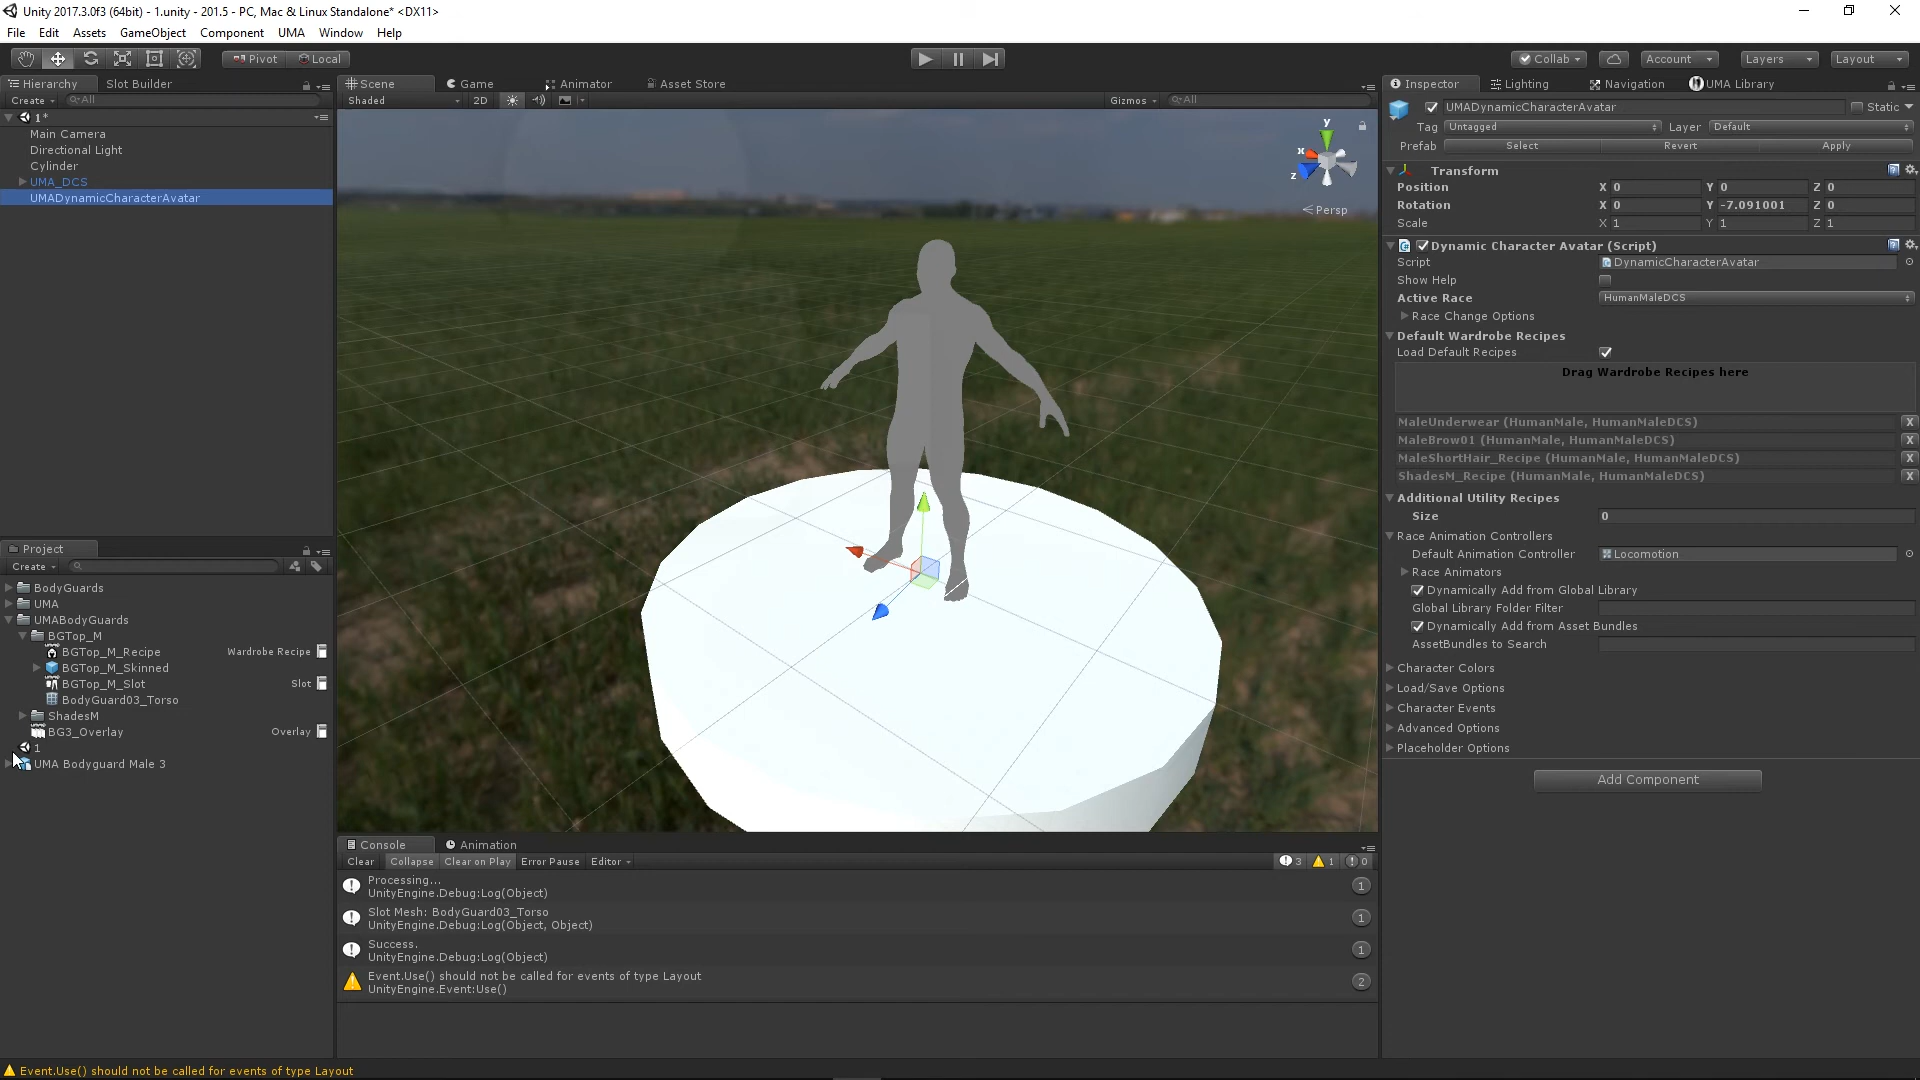 Unity 2017.3.0f3 (64bit) - 1.unity - 201.5 - PC, Mac & Linux Standalone* <DX11>
File Edit Assets GameObject Component UMA Window Help
Pivot Local Collab Account Layers Layout
Hierarchy Slot Builder
Create All
1*
Main Camera
Directional Light
Cylinder
UMA_DCS
UMADynamicCharacterAvatar
Project
Create
BodyGuards
UMA
UMABodyGuards
BGTop_M
BGTop_M_Recipe Wardrobe Recipe
BGTop_M_Skinned
BGTop_M_Slot Slot
BodyGuard03_Torso
ShadesM
BG3_Overlay Overlay
1
UMA Bodyguard Male 3
Scene Game Animator Asset Store
Shaded 2D Gizmos All
y
x
z
Persp
Console Animation
Clear Collapse Clear on Play Error Pause Editor 3 1 0
Processing...
UnityEngine.Debug:Log(Object)
1
Slot Mesh: BodyGuard03_Torso
UnityEngine.Debug:Log(Object, Object)
1
Success.
UnityEngine.Debug:Log(Object)
1
Event.Use() should not be called for events of type Layout
UnityEngine.Event:Use()
2
Inspector Lighting Navigation UMA Library
UMADynamicCharacterAvatar Static
Tag Untagged Layer Default
Prefab Select Revert Apply
Transform
Position X 0 Y 0 Z 0
Rotation X 0 Y -7.091001 Z 0
Scale X 1 Y 1 Z 1
Dynamic Character Avatar (Script)
Script DynamicCharacterAvatar
Show Help
Active Race HumanMaleDCS
Race Change Options
Default Wardrobe Recipes
Load Default Recipes
Drag Wardrobe Recipes here
MaleUnderwear (HumanMale, HumanMaleDCS) X
MaleBrow01 (HumanMale, HumanMaleDCS) X
MaleShortHair_Recipe (HumanMale, HumanMaleDCS) X
ShadesM_Recipe (HumanMale, HumanMaleDCS) X
Additional Utility Recipes
Size 0
Race Animation Controllers
Default Animation Controller Locomotion
Race Animators
Dynamically Add from Global Library
Global Library Folder Filter
Dynamically Add from Asset Bundles
AssetBundles to Search
Character Colors
Load/Save Options
Character Events
Advanced Options
Placeholder Options
Add Component
Event.Use() should not be called for events of type Layout